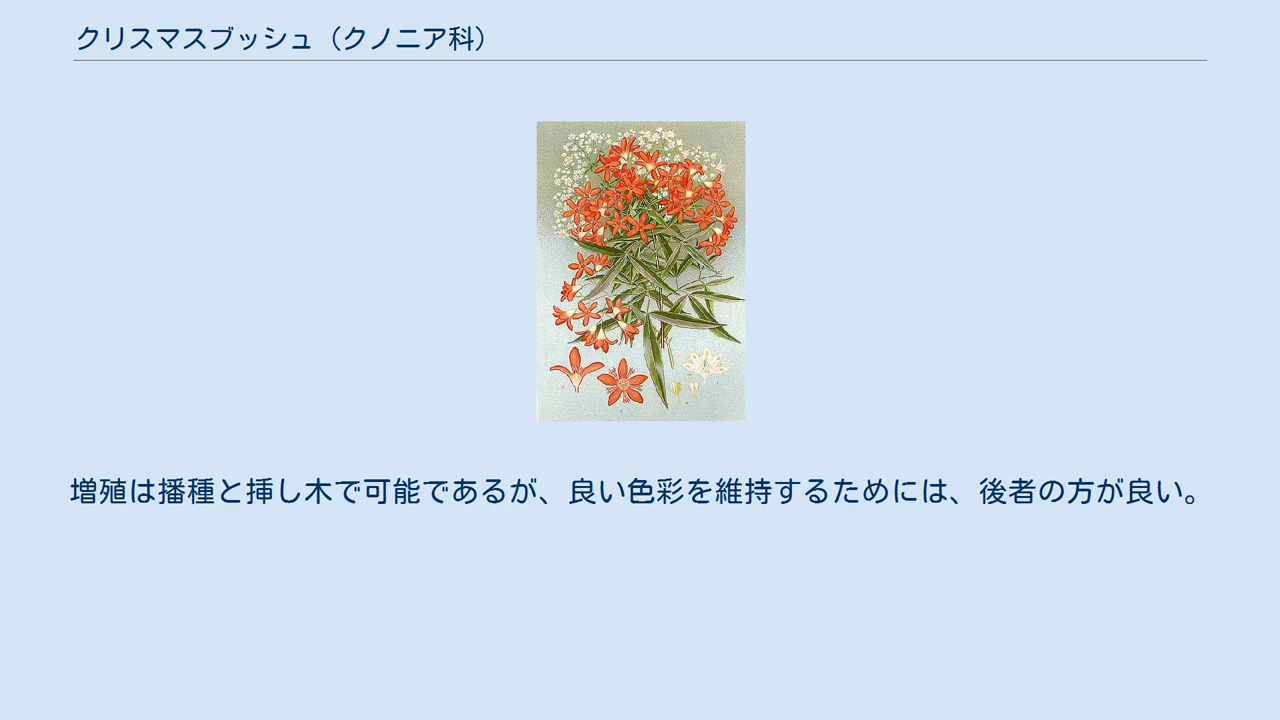 クリスマスブッシュ（クノニア科）
増殖は播種と挿し木で可能であるが、良い色彩を維持するためには、後者の方が良い。